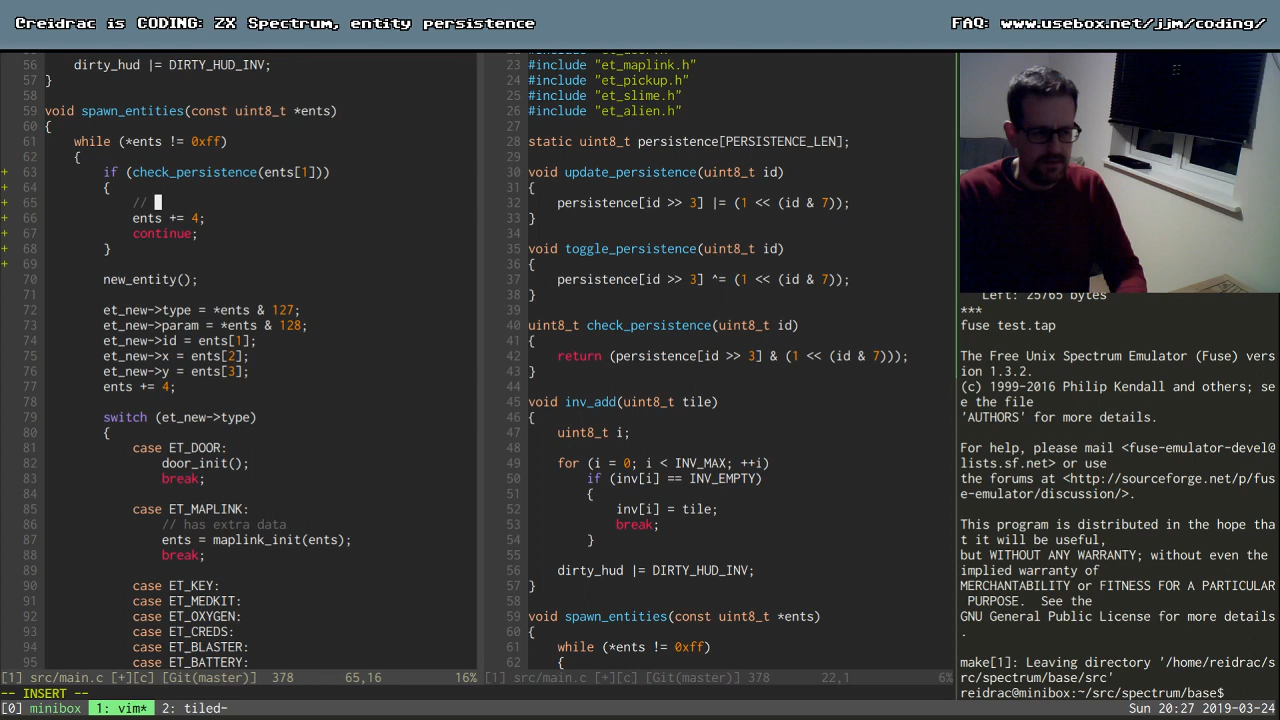 Creidrac is CODING: ZX Spectrum, entity persistence
FAQ: www.usebox.net/jjm/coding/
56     dirty_hud |= DIRTY_HUD_INV;
57 }
58
59 void spawn_entities(const uint8_t *ents)
60 {
61     while (*ents != 0xff)
62     {
+ 63         if (check_persistence(ents[1]))
+ 64         {
+ 65             //
+ 66             ents += 4;
+ 67             continue;
+ 68         }
+ 69
70         new_entity();
71
72         et_new->type = *ents & 127;
73         et_new->param = *ents & 128;
74         et_new->id = ents[1];
75         et_new->x = ents[2];
76         et_new->y = ents[3];
77         ents += 4;
78
79         switch (et_new->type)
80         {
81             case ET_DOOR:
82                 door_init();
83                 break;
84
85             case ET_MAPLINK:
86                 // has extra data
87                 ents = maplink_init(ents);
88                 break;
89
90             case ET_KEY:
91             case ET_MEDKIT:
92             case ET_OXYGEN:
93             case ET_CREDS:
94             case ET_BLASTER:
95             case ET_BATTERY:
[1] src/main.c [+][c] [Git(master)]    378    65,16    16%
-- INSERT --
23 #include "et_maplink.h"
24 #include "et_pickup.h"
25 #include "et_slime.h"
26 #include "et_alien.h"
27
28 static uint8_t persistence[PERSISTENCE_LEN];
29
30 void update_persistence(uint8_t id)
31 {
32     persistence[id >> 3] |= (1 << (id & 7));
33 }
34
35 void toggle_persistence(uint8_t id)
36 {
37     persistence[id >> 3] ^= (1 << (id & 7));
38 }
39
40 uint8_t check_persistence(uint8_t id)
41 {
42     return (persistence[id >> 3] & (1 << (id & 7)));
43 }
44
45 void inv_add(uint8_t tile)
46 {
47     uint8_t i;
48
49     for (i = 0; i < INV_MAX; ++i)
50         if (inv[i] == INV_EMPTY)
51         {
52             inv[i] = tile;
53             break;
54         }
55
56     dirty_hud |= DIRTY_HUD_INV;
57 }
58
59 void spawn_entities(const uint8_t *ents)
60 {
61     while (*ents != 0xff)
62     {
[1] src/main.c [+][c] [Git(master)]    378    22,1    6%
Left: 25765 bytes
***
fuse test.tap
The Free Unix Spectrum Emulator (Fuse) vers
ion 1.3.2.
(c) 1999-2016 Philip Kendall and others; se
e the file
'AUTHORS' for more details.
For help, please mail <fuse-emulator-devel@
lists.sf.net> or use
the forums at <http://sourceforge.net/p/fus
e-emulator/discussion/>.
This program is distributed in the hope tha
t it will be useful,
but WITHOUT ANY WARRANTY; without even the
implied warranty of
MERCHANTABILITY or FITNESS FOR A PARTICULAR
 PURPOSE.  See the
GNU General Public License for more details
.
make[1]: Leaving directory '/home/reidrac/s
rc/spectrum/base/src'
reidrac@minibox:~/src/spectrum/base$
[0] minibox  1: vim*  2: tiled-
Sun 20:27 2019-03-24